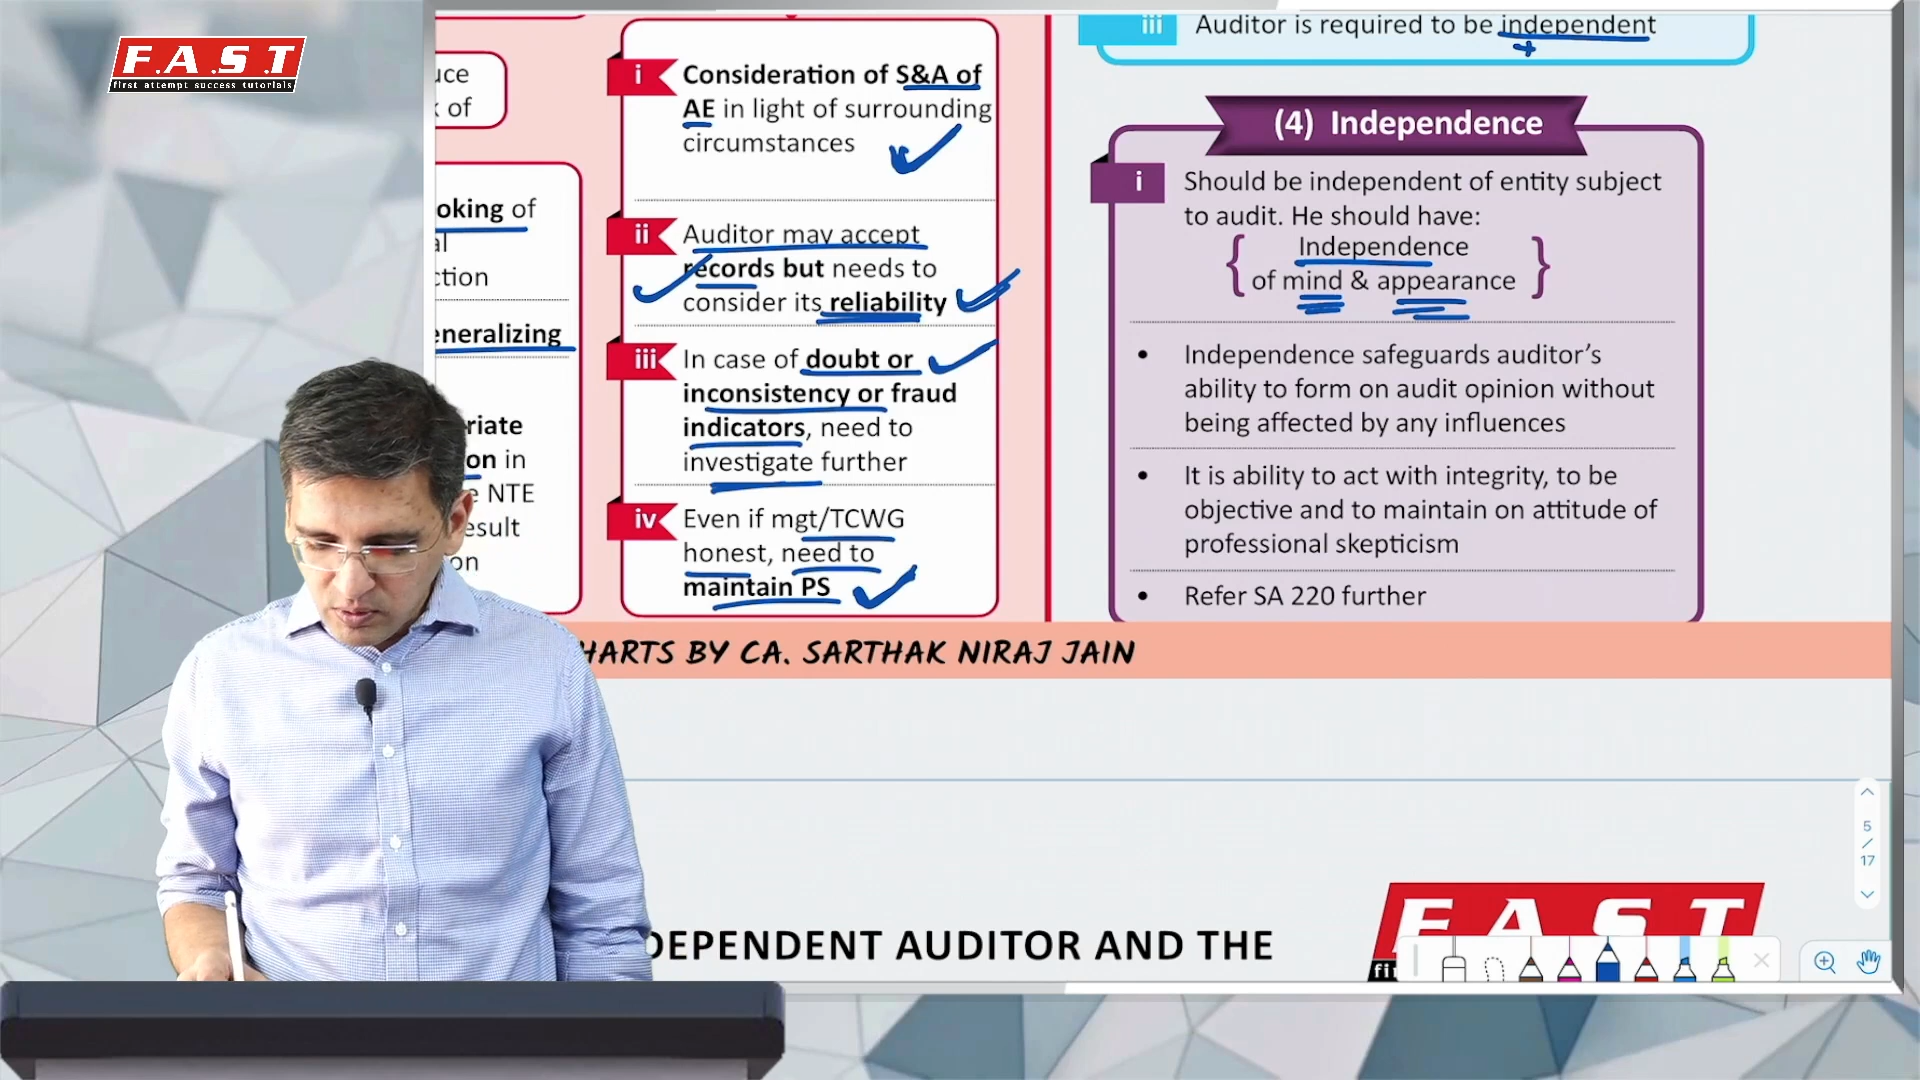 F.A.S.T
first attempt success tutorials
uce
k of
oking of
al
ction
eneralizing
riate
on in
e NTE
esult
on
i
Consideration of S&A of
AE in light of surrounding
circumstances
ii
Auditor may accept
records but needs to
consider its reliability
iii
In case of doubt or
inconsistency or fraud
indicators, need to
investigate further
iv
Even if mgt/TCWG
honest, need to
maintain PS
iii
Auditor is required to be independent
(4) Independence
i
Should be independent of entity subject
to audit. He should have:
{ Independence
of mind & appearance }
• Independence safeguards auditor's
ability to form on audit opinion without
being affected by any influences
• It is ability to act with integrity, to be
objective and to maintain on attitude of
professional skepticism
• Refer SA 220 further
HARTS BY CA. SARTHAK NIRAJ JAIN
5
/
17
DEPENDENT AUDITOR AND THE
F.A.S.T
fi